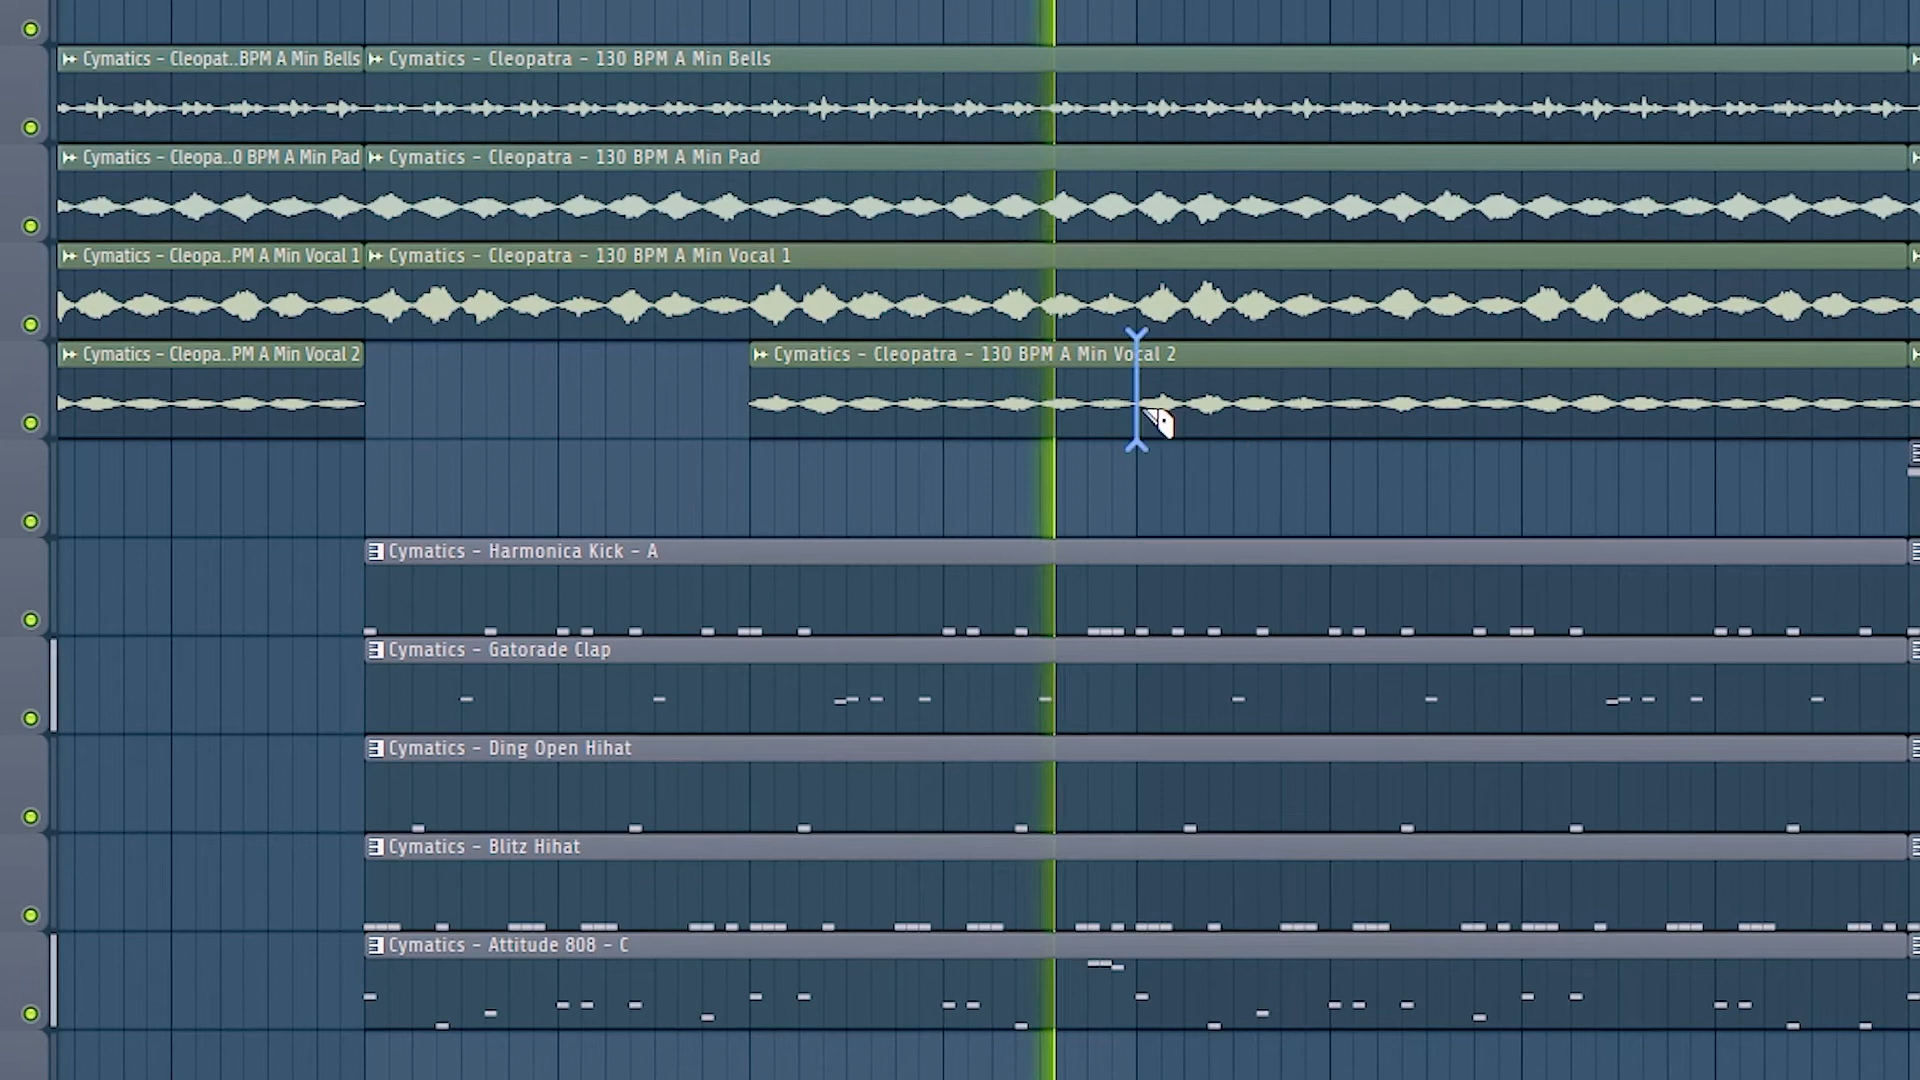 Cymatics - Cleopat..BPM A Min Bells
Cymatics - Cleopatra - 130 BPM A Min Bells
Cymatics - Cleopa..0 BPM A Min Pad
Cymatics - Cleopatra - 130 BPM A Min Pad
Cymatics - Cleopa..PM A Min Vocal 1
Cymatics - Cleopatra - 130 BPM A Min Vocal 1
Cymatics - Cleopa..PM A Min Vocal 2
Cymatics - Cleopatra - 130 BPM A Min Vocal 2
Cymatics - Harmonica Kick - A
Cymatics - Gatorade Clap
Cymatics - Ding Open Hihat
Cymatics - Blitz Hihat
Cymatics - Attitude 808 - C